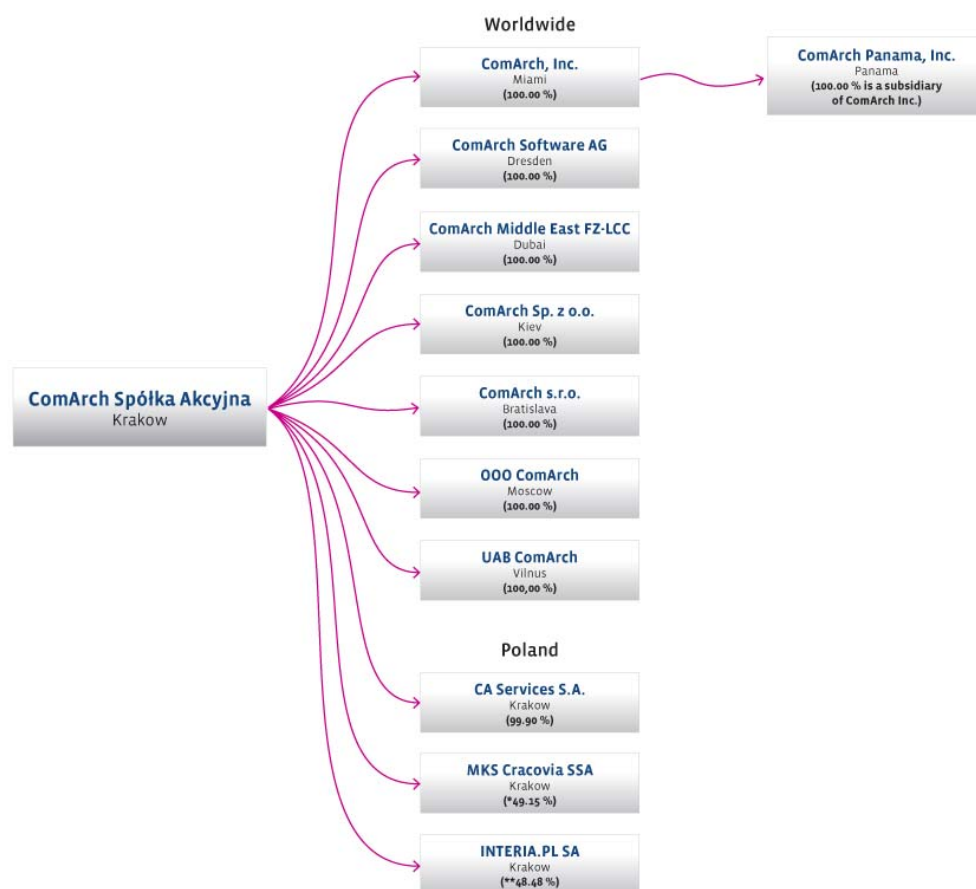 Worldwide
ComArch, Inc.
Miami
(100.00 %)
ComArch Panama, Inc.
Panama
(100.00 % is a subsidiary
of ComArch Inc.)
ComArch Software AG
Dresden
(100.00 %)
ComArch Middle East FZ-LCC
Dubai
(100.00 %)
ComArch Sp. z o.o.
Kiev
(100.00 %)
ComArch Spółka Akcyjna
Krakow
ComArch s.r.o.
Bratislava
(100.00 %)
OOO ComArch
Moscow
(100.00 %)
UAB ComArch
Vilnus
(100,00 %)
Poland
CA Services S.A.
Krakow
(99.90 %)
MKS Cracovia SSA
Krakow
(*49.15 %)
INTERIA.PL SA
Krakow
(**48.48 %)